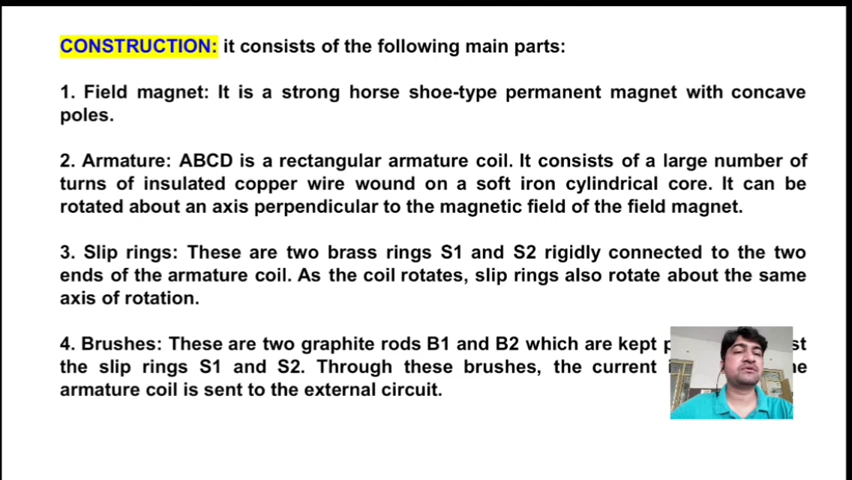 CONSTRUCTION: it consists of the following main parts:
1. Field magnet: It is a strong horse shoe-type permanent magnet with concave
poles.
2. Armature: ABCD is a rectangular armature coil. It consists of a large number of
turns of insulated copper wire wound on a soft iron cylindrical core. It can be
rotated about an axis perpendicular to the magnetic field of the field magnet.
3. Slip rings: These are two brass rings S1 and S2 rigidly connected to the two
ends of the armature coil. As the coil rotates, slip rings also rotate about the same
axis of rotation.
4. Brushes: These are two graphite rods B1 and B2 which are kept
the slip rings S1 and S2. Through these brushes, the current
armature coil is sent to the external circuit.